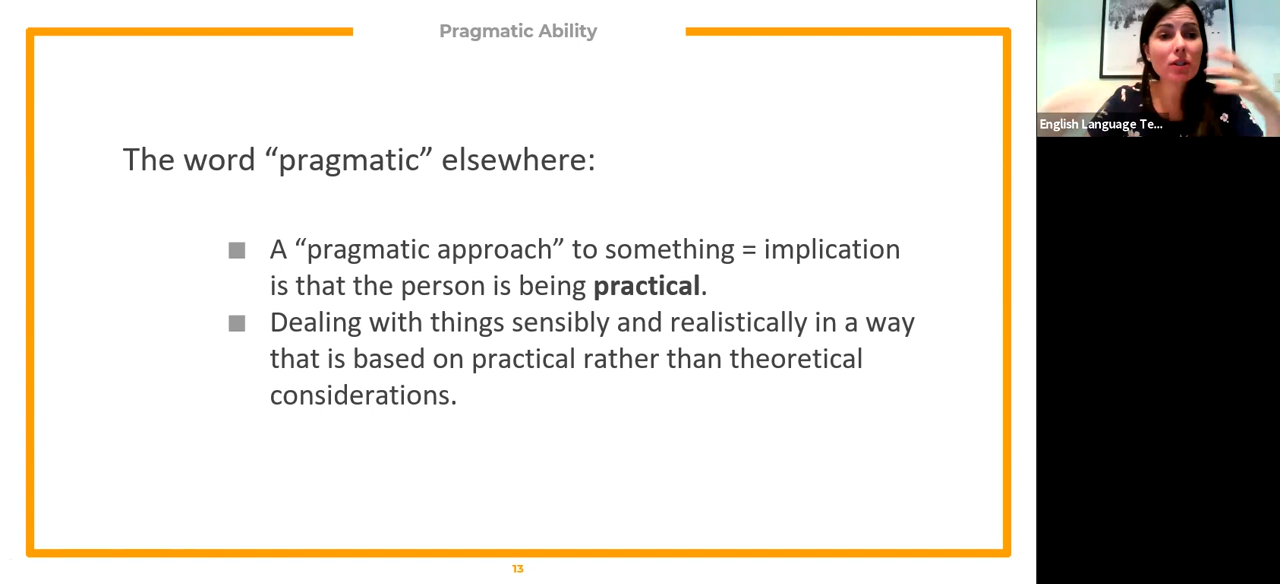 Pragmatic Ability
The word “pragmatic” elsewhere:
■ A “pragmatic approach” to something = implication
is that the person is being practical.
■ Dealing with things sensibly and realistically in a way
that is based on practical rather than theoretical
considerations.
13
English Language Te...